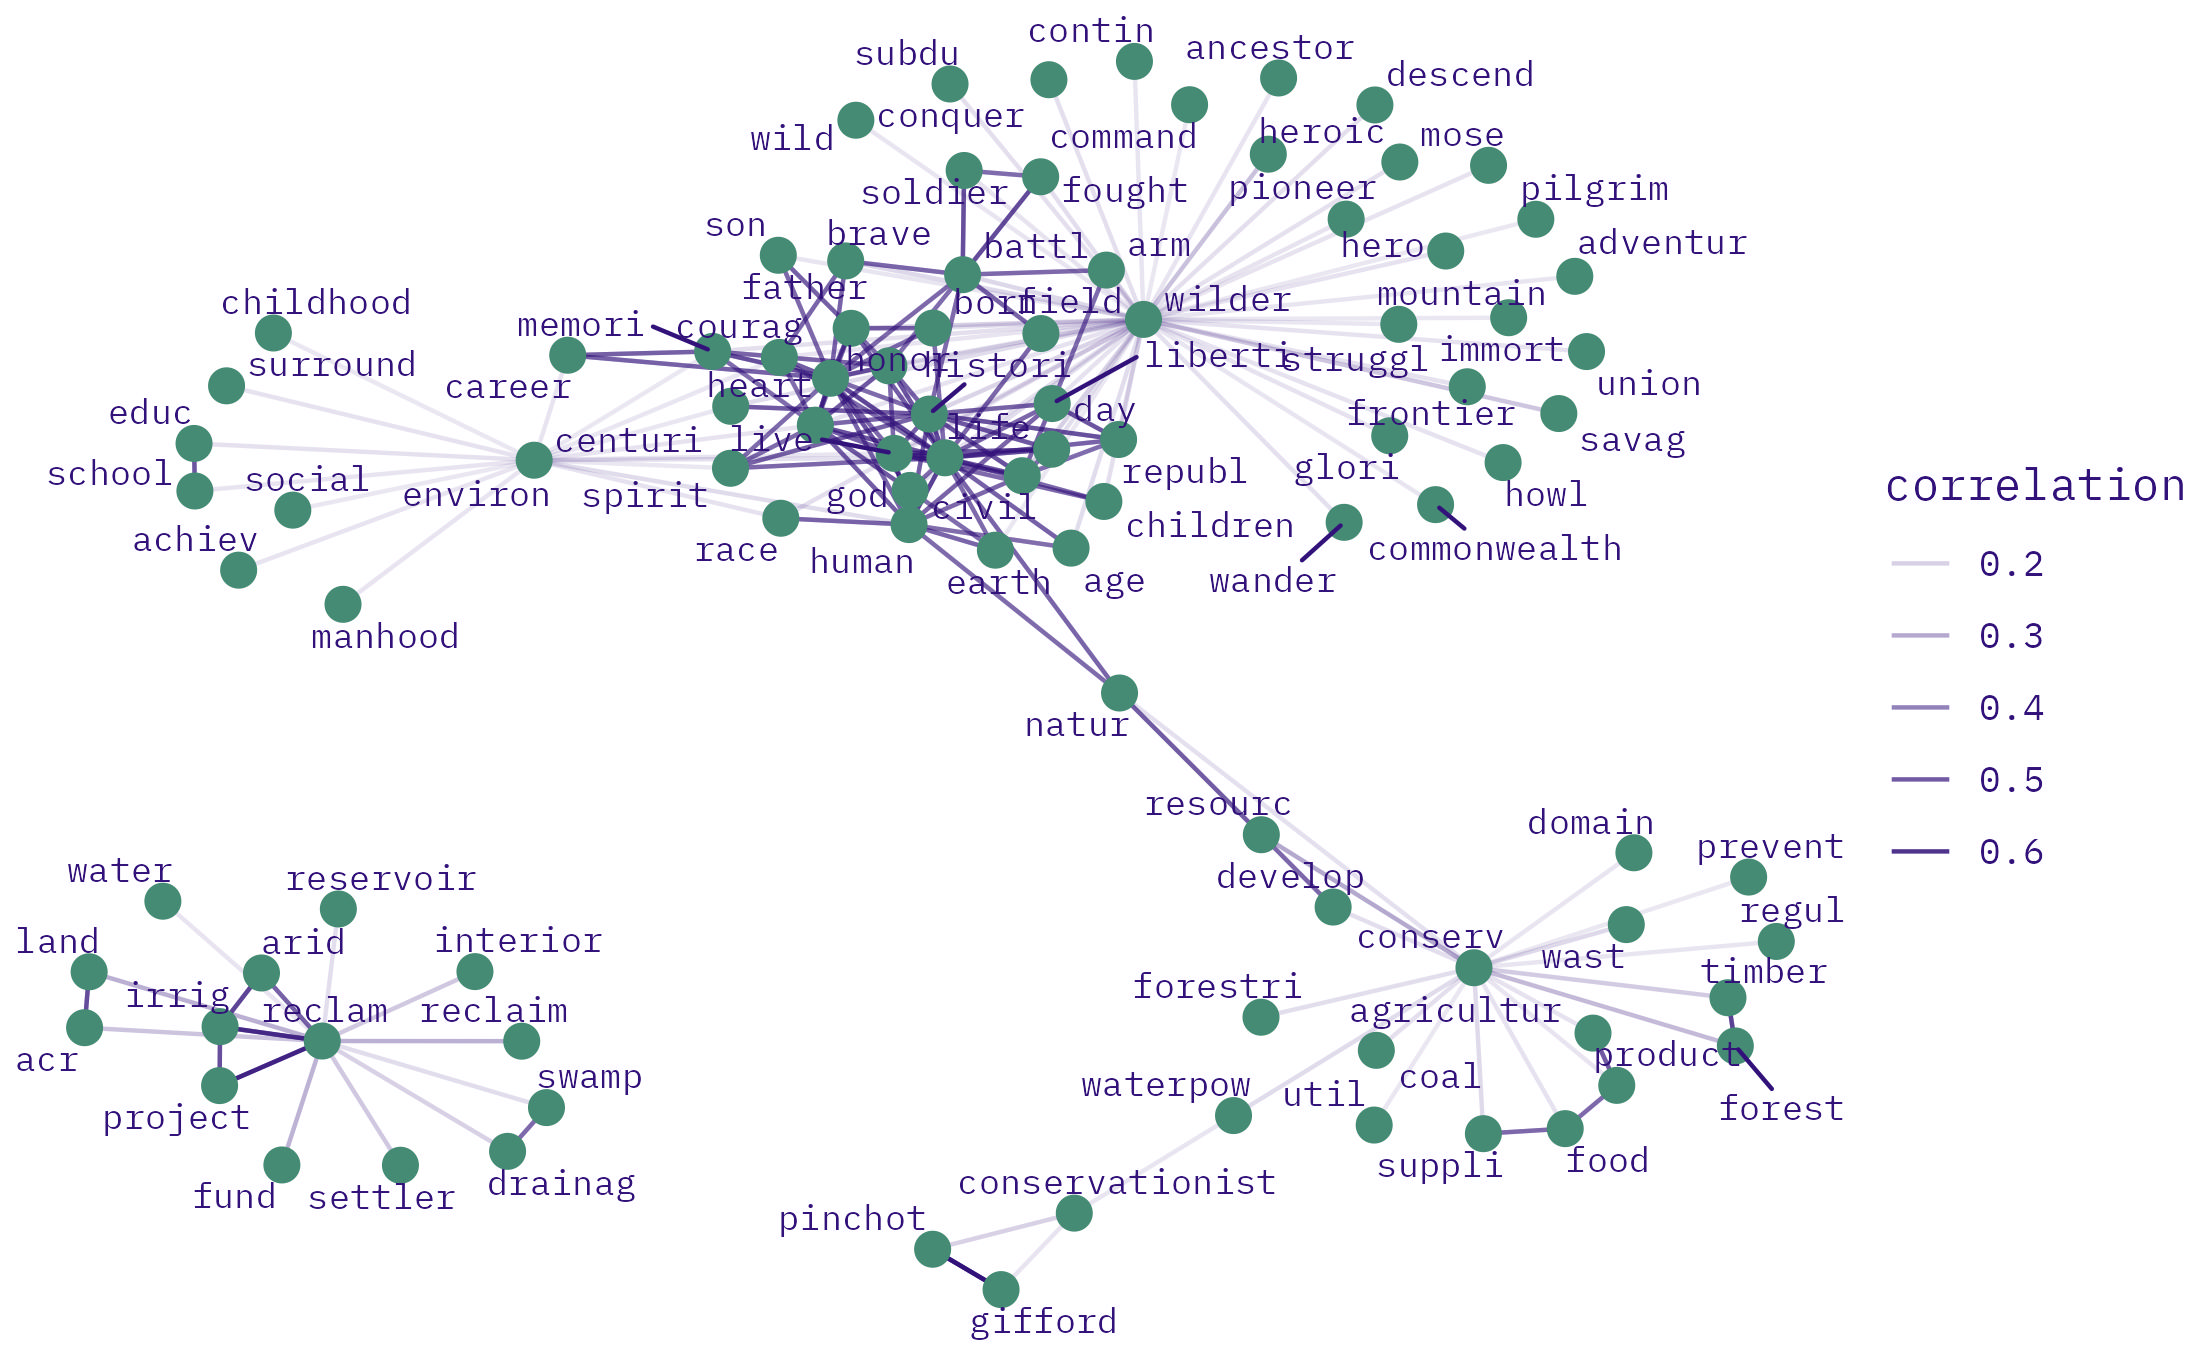 contin
subdu
ancestor
descend
conquer
command
heroic
mose
wild
soldier
fought
pioneer
pilgrim
son
brave
battl
arm
hero
adventur
father
born
field
wilder
mountain
childhood
memori
courag
honor
histori
liberti
struggl
immort
surround
career
heart
union
educ
centuri
live
life
day
frontier
savag
school
social
environ
spirit
god
civil
republ
glori
howl
correlation
achiev
race
human
children
commonwealth
earth
age
wander
0.2
manhood
0.3
natur
0.4
0.5
resourc
domain
prevent
0.6
water
reservoir
develop
regul
land
arid
interior
conserv
wast
timber
irrig
reclam
reclaim
forestri
agricultur
acr
swamp
waterpow
util
coal
product
forest
project
suppli
food
fund
settler
drainag
conservationist
pinchot
gifford